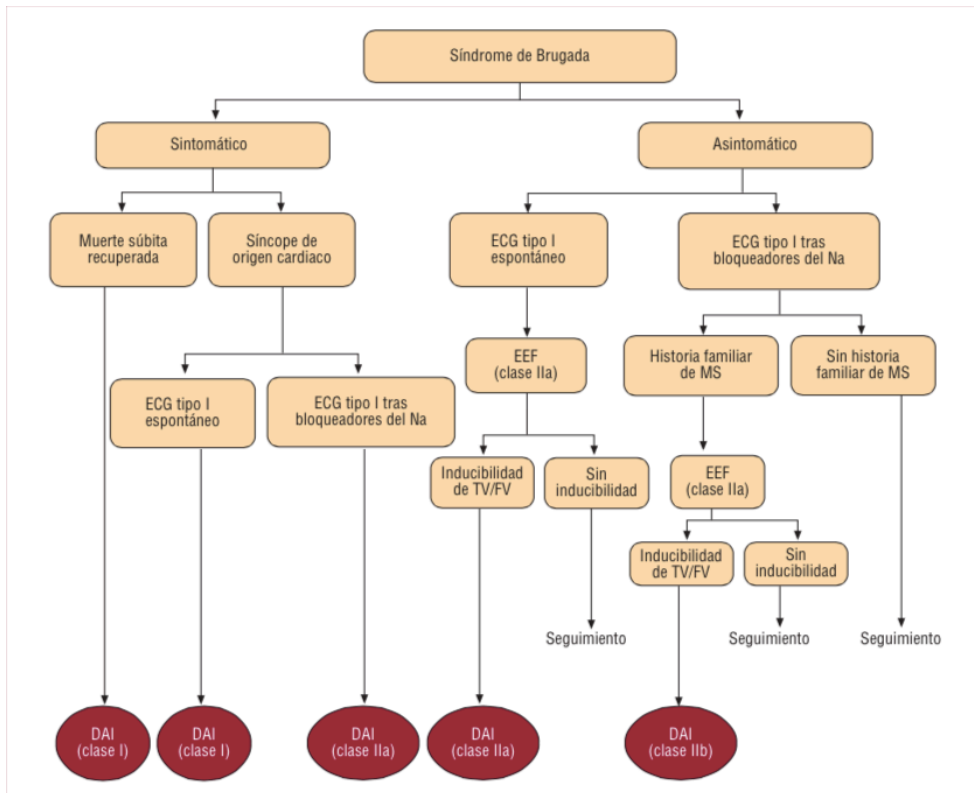 Síndrome de Brugada
Sintomático
Asintomático
Muerte súbita
recuperada
Síncope de
origen cardiaco
ECG tipo I
espontáneo
ECG tipo I tras
bloqueadores del Na
EEF
(clase IIa)
Historia familiar
de MS
Sin historia
familiar de MS
ECG tipo I
espontáneo
ECG tipo I tras
bloqueadores del Na
Inducibilidad
de TV/FV
Sin
inducibilidad
EEF
(clase IIa)
Inducibilidad
de TV/FV
Sin
inducibilidad
Seguimiento
Seguimiento
Seguimiento
DAI
(clase I)
DAI
(clase I)
DAI
(clase IIa)
DAI
(clase IIa)
DAI
(clase IIb)